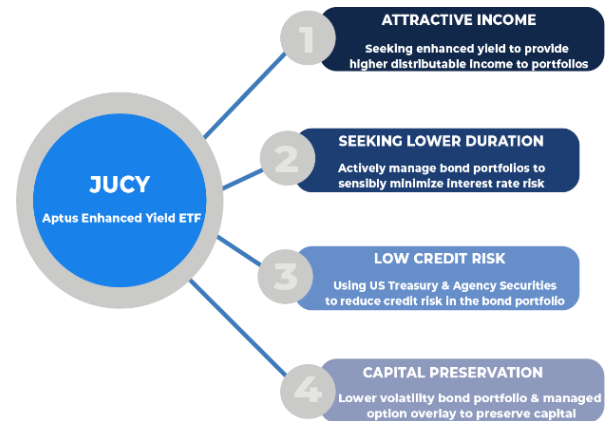 JUCY
Aptus Enhanced Yield ETF
1
ATTRACTIVE INCOME
Seeking enhanced yield to provide
higher distributable income to portfolios
2
SEEKING LOWER DURATION
Actively manage bond portfolios to
sensibly minimize interest rate risk
3
LOW CREDIT RISK
Using US Treasury & Agency Securities
to reduce credit risk in the bond portfolio
4
CAPITAL PRESERVATION
Lower volatility bond portfolio & managed
option overlay to preserve capital